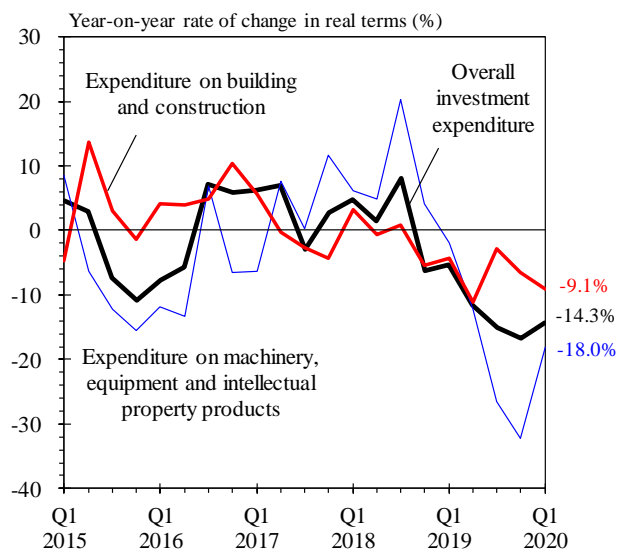 Year-on-year rate of change in real terms (%)
30
20
10
0
-10
-20
-30
-40
Expenditure on building
and construction
Overall
investment
expenditure
Expenditure on machinery,
equipment and intellectual
property products
-9.1%
-14.3%
-18.0%
Q1 Q1 Q1 Q1 Q1 Q1
2015 2016 2017 2018 2019 2020